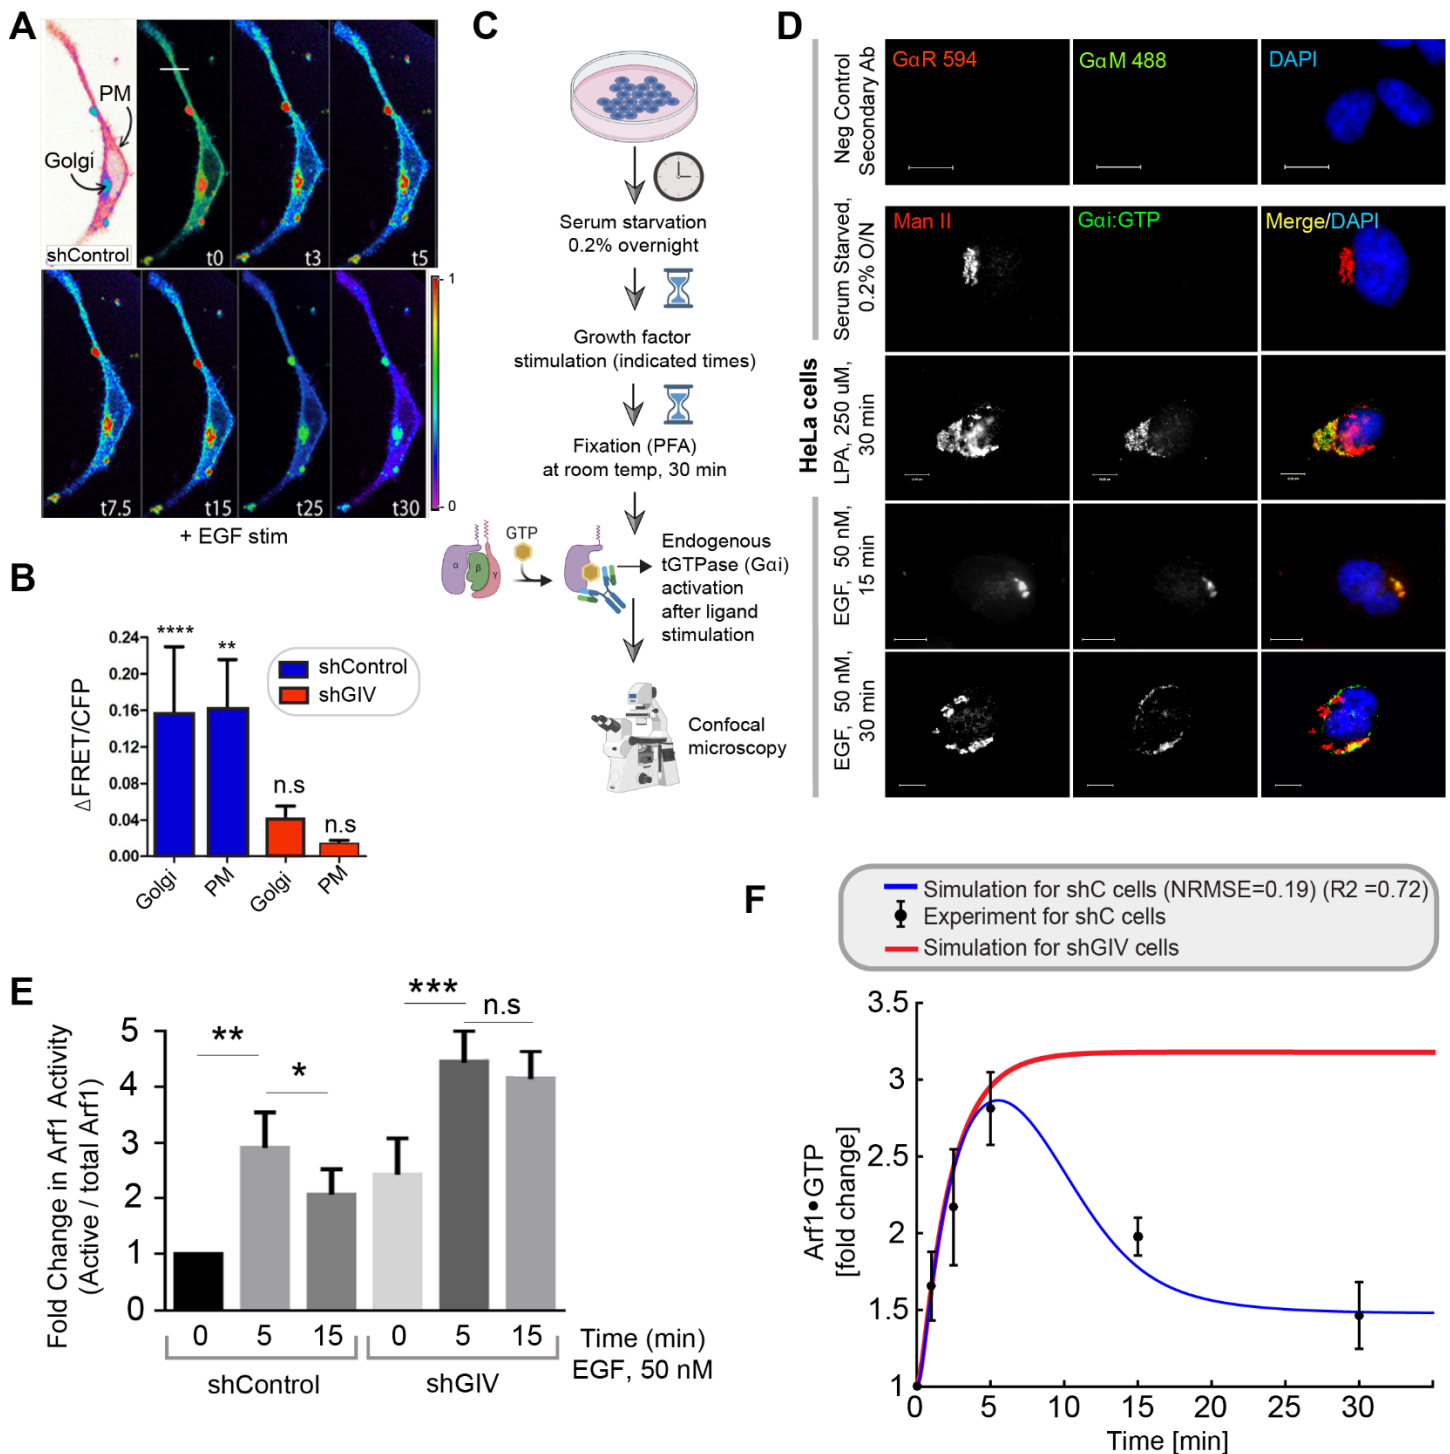 A
PM
Golgi
shControl
t0
t3
t5
t7.5
t15
t25
t30
1
0
+ EGF stim
B
0.24
0.20
0.16
0.12
0.08
0.04
0.00
ΔFRET/CFP
****
**
n.s
n.s
shControl
shGIV
Golgi
PM
Golgi
PM
C
Serum starvation
0.2% overnight
Growth factor
stimulation (indicated times)
Fixation (PFA)
at room temp, 30 min
GTP
α
β
γ
Endogenous
tGTPase (Gαi)
activation
after ligand
stimulation
Confocal
microscopy
D
HeLa cells
Neg Control
Secondary Ab
GαR 594
GαM 488
DAPI
Serum Starved,
0.2% O/N
Man II
Gαi:GTP
Merge/DAPI
LPA, 250 uM,
30 min
EGF, 50 nM,
15 min
EGF, 50 nM,
30 min
E
Fold Change in Arf1 Activity
(Active / total Arf1)
5
4
3
2
1
0
**
*
***
n.s
0
5
15
0
5
15
Time (min)
EGF, 50 nM
shControl
shGIV
F
Simulation for shC cells (NRMSE=0.19) (R2 =0.72)
Experiment for shC cells
Simulation for shGIV cells
Arf1•GTP
[fold change]
3.5
3
2.5
2
1.5
1
0
5
10
15
20
25
30
Time [min]